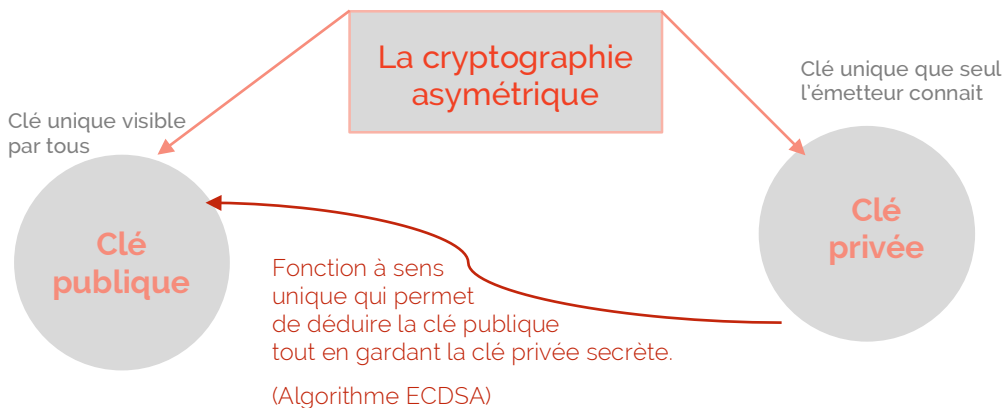 La cryptographie
asymétrique
Clé unique que seul
l'émetteur connait
Clé unique visible
par tous
Clé
publique
Clé
privée
Fonction à sens
unique qui permet
de déduire la clé publique
tout en gardant la clé privée secrète.
(Algorithme ECDSA)